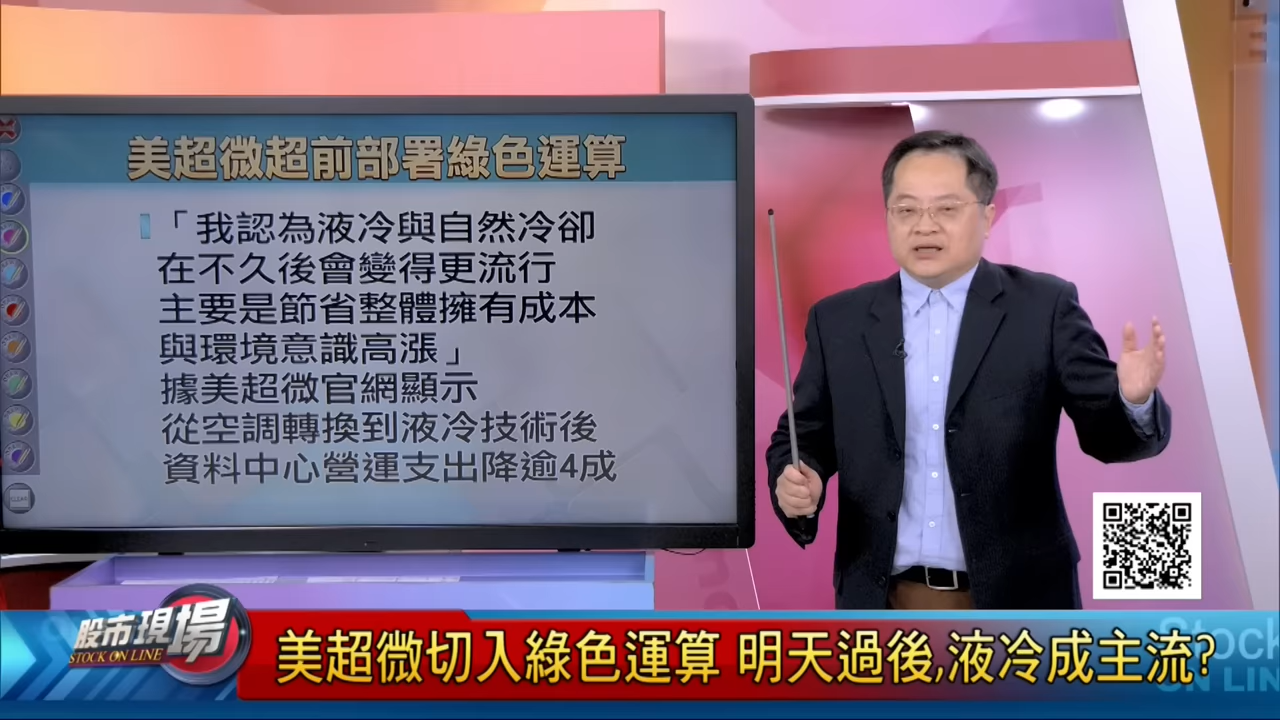 美超微超前部署綠色運算
「我認為液冷與自然冷卻
在不久後會變得更流行
主要是節省整體擁有成本
與環境意識高漲」
據美超微官網顯示
從空調轉換到液冷技術後
資料中心營運支出降逾4成
股市現場
STOCK ON LINE
美超微切入綠色運算 明天過後,液冷成主流?
Stock
ON LIN